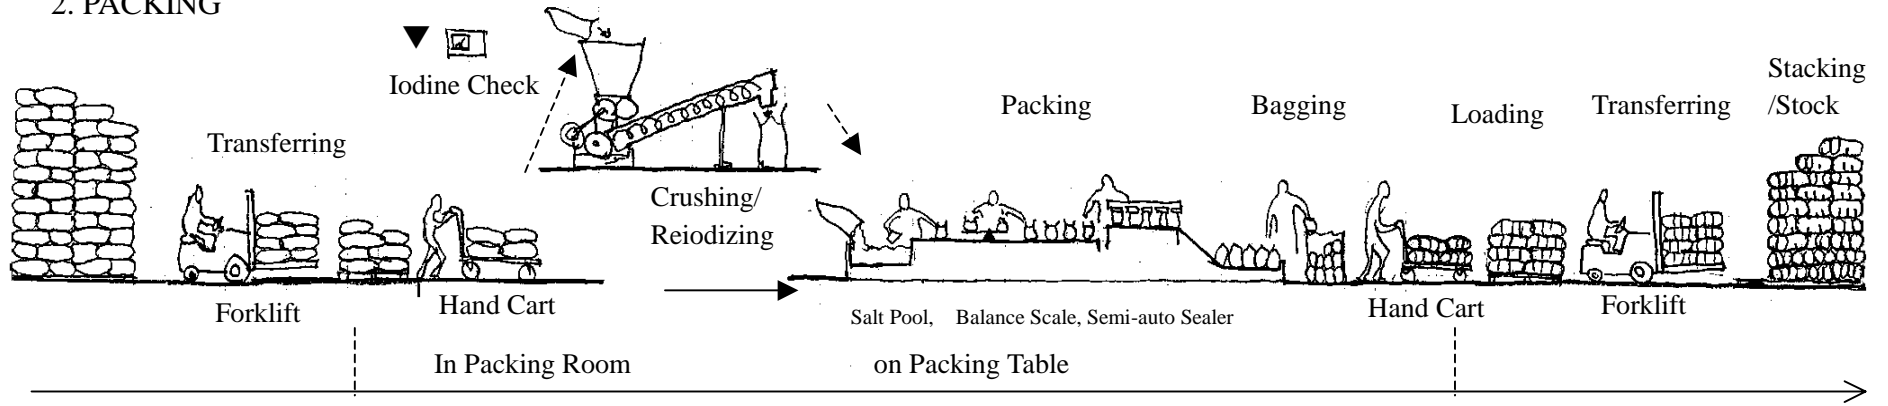 2. PACKING
Iodine Check
Transferring
Forklift
Hand Cart
Crushing/
Reiodizing
Packing
Bagging
Loading
Transferring
Stacking
/Stock
Salt Pool, Balance Scale, Semi-auto Sealer
Hand Cart
Forklift
In Packing Room
on Packing Table